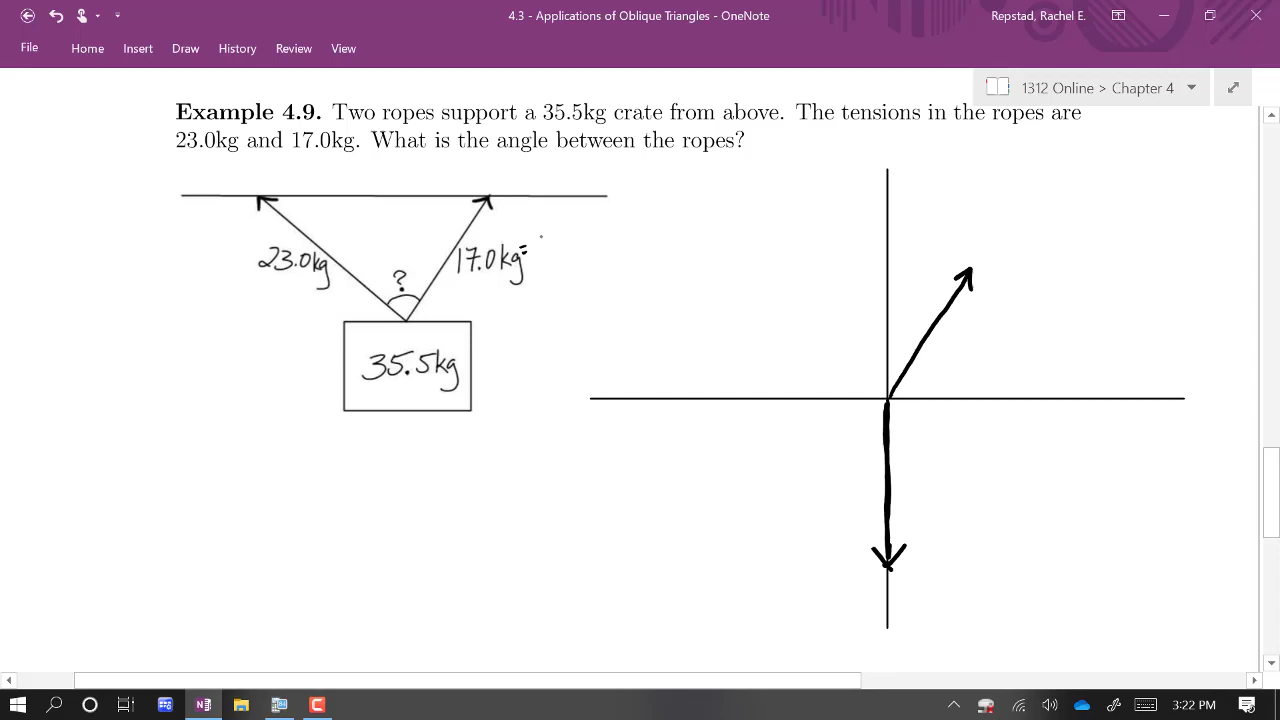 4.3 - Applications of Oblique Triangles - OneNote
Repstad, Rachel E.
File Home Insert Draw History Review View
1312 Online > Chapter 4
Example 4.9. Two ropes support a 35.5kg crate from above. The tensions in the ropes are
23.0kg and 17.0kg. What is the angle between the ropes?
23.0kg
?
17.0kg=
35.5kg
3:22 PM